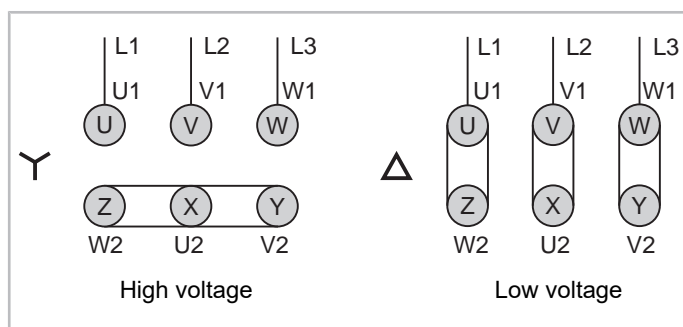 L1 L2 L3 L1 L2 L3
U1 V1 W1 U1 V1 W1
U V W U V W
Z X Y Z X Y
W2 U2 V2 W2 U2 V2
High voltage Low voltage